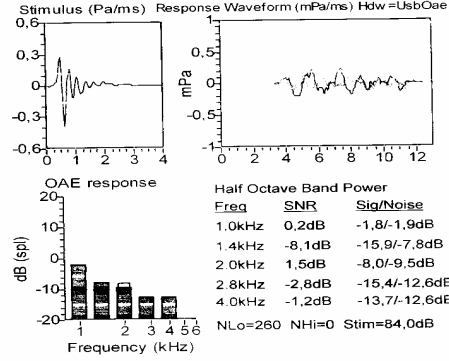 Stimulus (Pa/ms) Response Waveform (mPa/ms) Hdw=UsbOae
0,6
0,3
0
-0,3
-0,6
0 1 2 3 4
mPa
1
0,5
0
-0,5
-1
0 2 4 6 8 10 12
OAE response
dB (spl)
20
10
0
-10
-20
1 2 3 4 5 6
Frequency (kHz)
Half Octave Band Power
Freq SNR Sig/Noise
1.0kHz 0,2dB -1,8/-1,9dB
1.4kHz -8,1dB -15,9/-7,8dB
2.0kHz 1,5dB -8,0/-9,5dB
2.8kHz -2,8dB -15,4/-12,6dB
4.0kHz -1,2dB -13,7/-12,6dB
NLo=260 NHi=0 Stim=84,0dB